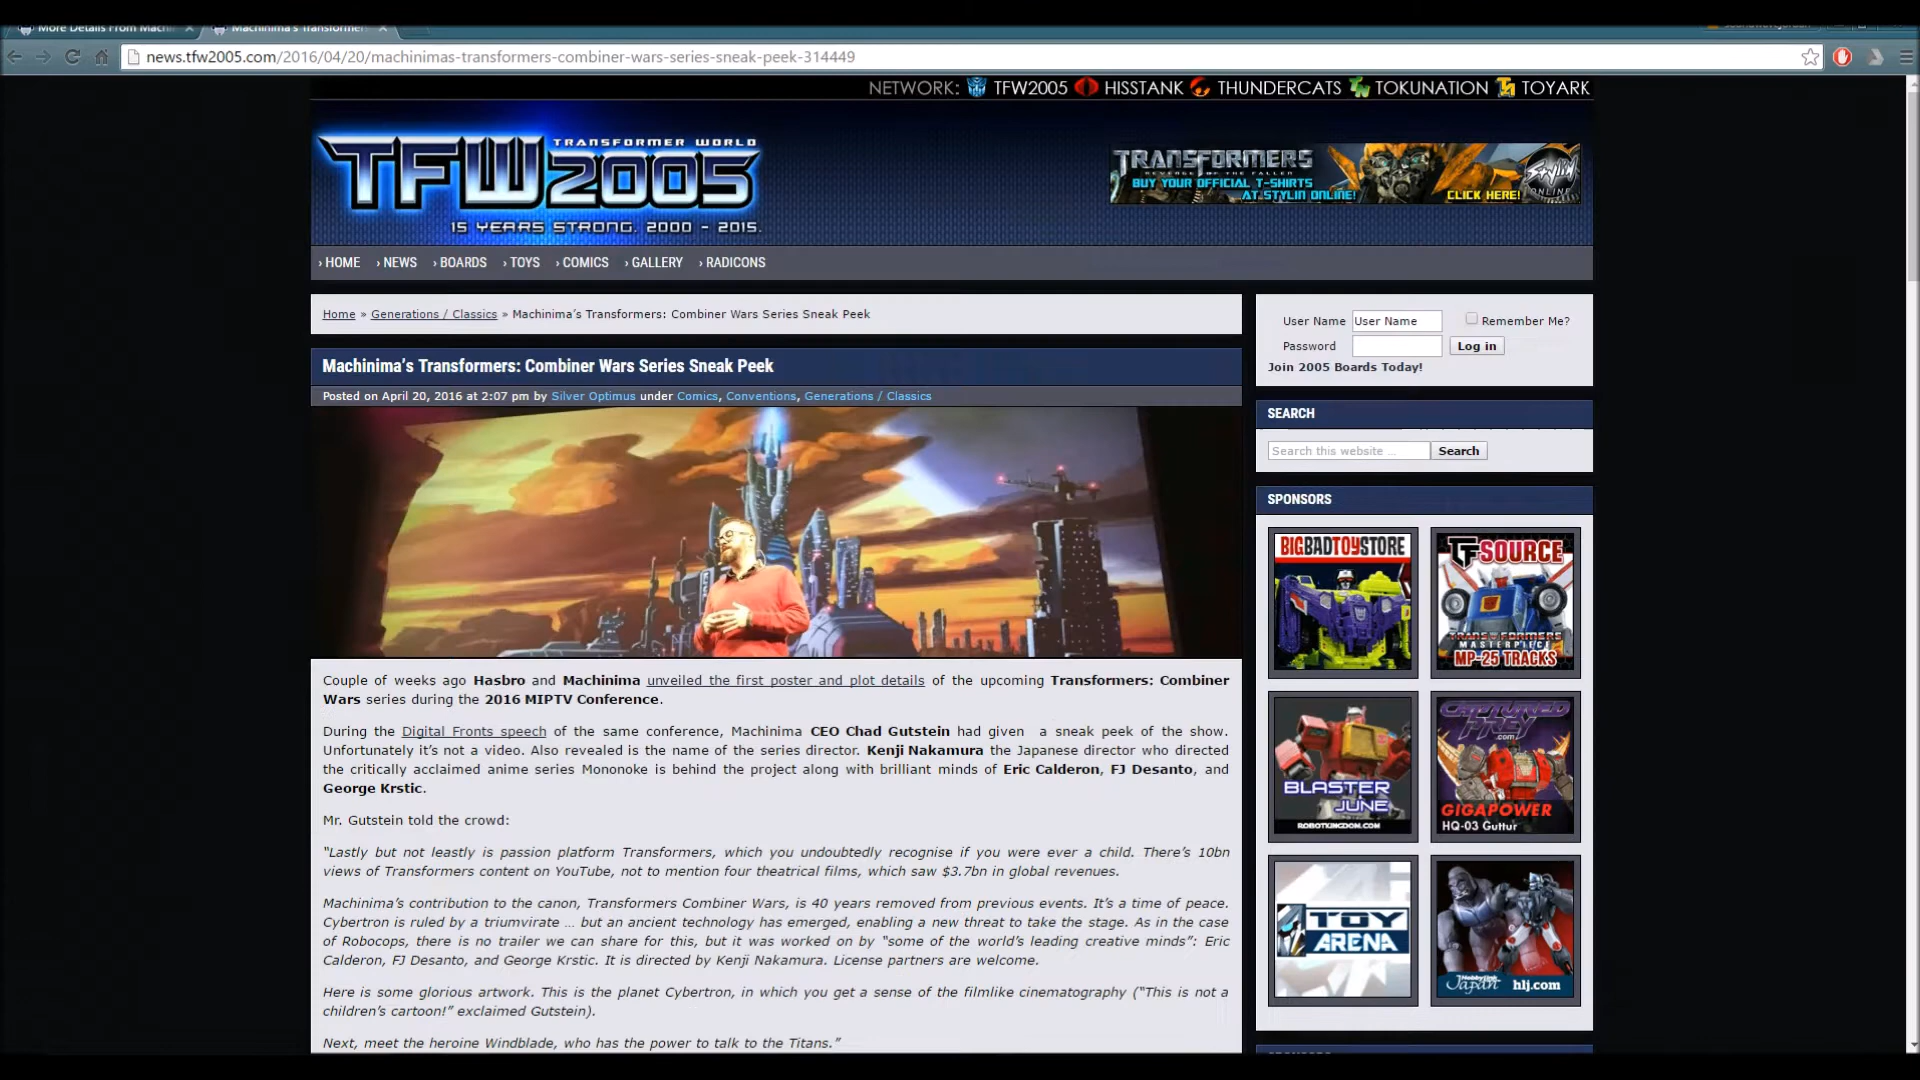 More Details From Machin
Machinima's Transformer
news.tfw2005.com/2016/04/20/machinimas-transformers-combiner-wars-series-sneak-peek-314449
NETWORK: TFW2005 HISSTANK THUNDERCATS TOKUNATION TOYARK
TRANSFORMER WORLD
TFW2005
15 YEARS STRONG. 2000 - 2015.
TRANSFORMERS
REVENGE OF THE FALLEN
BUY YOUR OFFICIAL T-SHIRTS
AT STYLIN ONLINE!
CLICK HERE!
STYLIN
ONLINE
› HOME › NEWS › BOARDS › TOYS › COMICS › GALLERY › RADICONS
Home » Generations / Classics » Machinima's Transformers: Combiner Wars Series Sneak Peek
Machinima's Transformers: Combiner Wars Series Sneak Peek
Posted on April 20, 2016 at 2:07 pm by Silver Optimus under Comics, Conventions, Generations / Classics
Couple of weeks ago Hasbro and Machinima unveiled the first poster and plot details of the upcoming Transformers: Combiner
Wars series during the 2016 MIPTV Conference.
During the Digital Fronts speech of the same conference, Machinima CEO Chad Gutstein had given a sneak peek of the show.
Unfortunately it's not a video. Also revealed is the name of the series director. Kenji Nakamura the Japanese director who directed
the critically acclaimed anime series Mononoke is behind the project along with brilliant minds of Eric Calderon, FJ Desanto, and
George Krstic.
Mr. Gutstein told the crowd:
"Lastly but not leastly is passion platform Transformers, which you undoubtedly recognise if you were ever a child. There's 10bn
views of Transformers content on YouTube, not to mention four theatrical films, which saw $3.7bn in global revenues.
Machinima's contribution to the canon, Transformers Combiner Wars, is 40 years removed from previous events. It's a time of peace.
Cybertron is ruled by a triumvirate … but an ancient technology has emerged, enabling a new threat to take the stage. As in the case
of Robocops, there is no trailer we can share for this, but it was worked on by "some of the world's leading creative minds": Eric
Calderon, FJ Desanto, and George Krstic. It is directed by Kenji Nakamura. License partners are welcome.
Here is some glorious artwork. This is the planet Cybertron, in which you get a sense of the filmlike cinematography ("This is not a
children's cartoon!" exclaimed Gutstein).
Next, meet the heroine Windblade, who has the power to talk to the Titans."
User Name User Name Remember Me?
Password Log in
Join 2005 Boards Today!
SEARCH
Search this website … Search
SPONSORS
BIGBADTOYSTORE
TFSOURCE
TRANSFORMERS
MASTERPIECE
MP-25 TRACKS
BLASTER
JUNE
ROBOTKINGDOM.COM
CAPTURED
PREY
.COM
GIGAPOWER
HQ-03 Guttur
TOY
ARENA
HobbyLink
Japan hlj.com